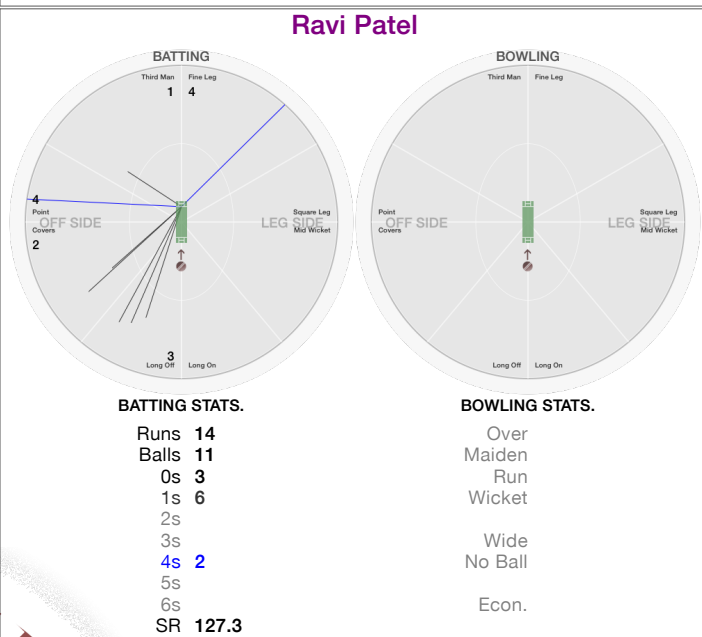 Ravi Patel
BATTING
Third Man Fine Leg
1 4
4
Point
OFF SIDE
Covers
2
Square Leg
LEG SIDE
Mid Wicket
3
Long Off Long On
BOWLING
Third Man Fine Leg
Point
OFF SIDE
Covers
Square Leg
LEG SIDE
Mid Wicket
Long Off Long On
BATTING STATS.
Runs 14
Balls 11
0s 3
1s 6
2s
3s
4s 2
5s
6s
SR 127.3
BOWLING STATS.
Over
Maiden
Run
Wicket
Wide
No Ball
Econ.